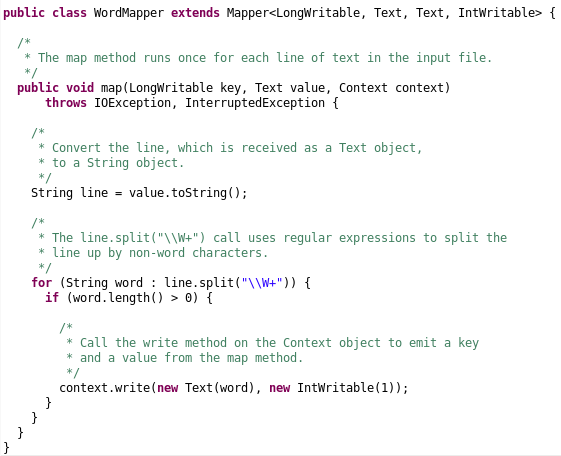 public class WordMapper extends Mapper<LongWritable, Text, Text, IntWritable> {

  /*
   * The map method runs once for each line of text in the input file.
   */
  public void map(LongWritable key, Text value, Context context)
      throws IOException, InterruptedException {

    /*
     * Convert the line, which is received as a Text object,
     * to a String object.
     */
    String line = value.toString();

    /*
     * The line.split("\\W+") call uses regular expressions to split the
     * line up by non-word characters.
     */
    for (String word : line.split("\\W+")) {
      if (word.length() > 0) {

        /*
         * Call the write method on the Context object to emit a key
         * and a value from the map method.
         */
        context.write(new Text(word), new IntWritable(1));
      }
    }
  }
}